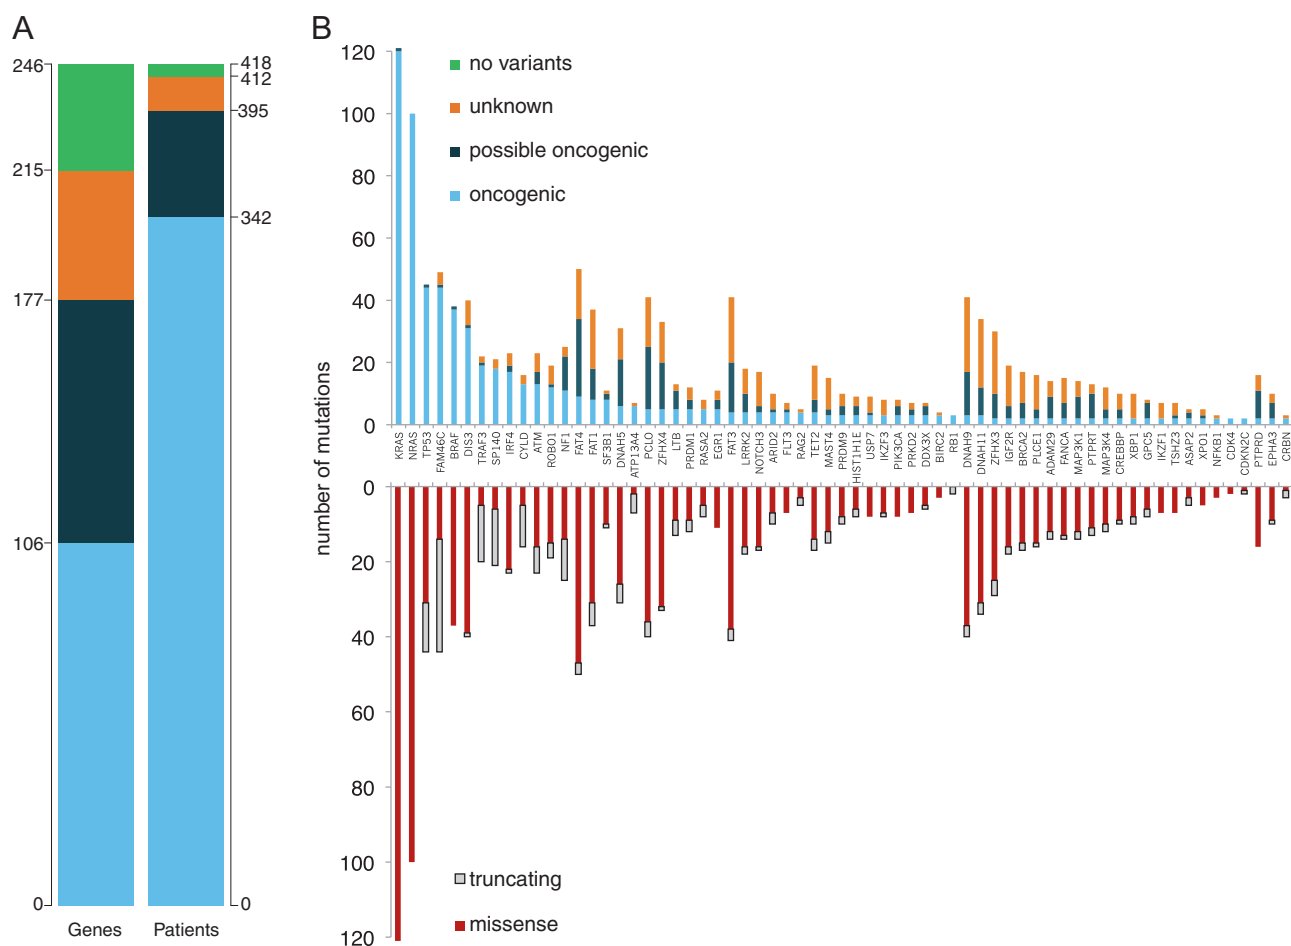 A
246
215
177
106
0
418
412
395
342
0
Genes
Patients
B
120
100
80
60
40
20
0
no variants
unknown
possible oncogenic
oncogenic
number of mutations
KRAS
NRAS
TP53
FAM46C
BRAF
DIS3
TRAF3
SP140
IRF4
CYLD
ATM
ROBO1
NF1
FAT4
FAT1
SF3B1
DNAH5
ATP13A4
PCLO
ZFHX4
LTB
PRDM1
RASA2
EGR1
FAT3
LRRK2
NOTCH3
ARID2
FLT3
RAG2
TET2
MAST4
PRDM9
HIST1H1E
USP7
IKZF3
PIK3CA
PRKD2
DDX3X
BIRC2
RB1
DNAH9
DNAH11
ZFHX3
IGF2R
BRCA2
PLCE1
ADAM29
FANCA
MAP3K1
PTPRT
MAP3K4
CREBBP
XBP1
GPC5
IKZF1
TSHZ3
ASAP2
XPO1
NFKB1
CDK4
CDKN2C
PTPRD
EPHA3
CRBN
0
20
40
60
80
100
120
truncating
missense